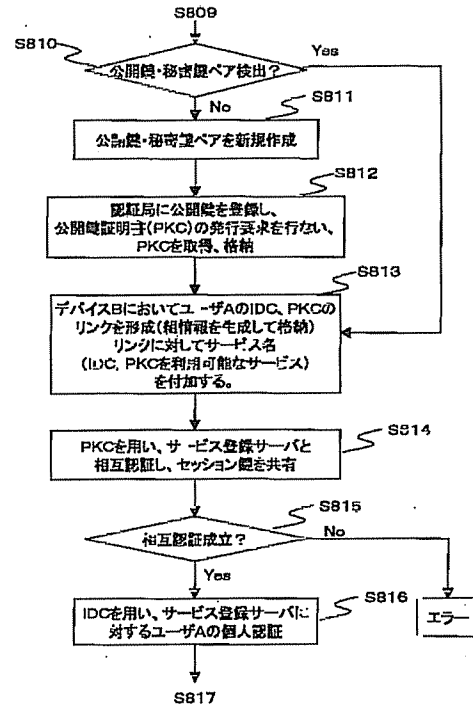 S809
S810
公開鍵・秘密鍵ペア検出？
Yes
No
S811
公開鍵・秘密鍵ペアを新規作成
S812
認証局に公開鍵を登録し、
公開鍵証明書(PKC)の発行要求を行ない、
PKCを取得、格納
S813
デバイスBにおいてユーザAのIDC、PKCの
リンクを形成(組情報を生成して格納)
リンクに対してサービス名
(IDC, PKCを利用可能なサービス)
を付加する。
S814
PKCを用い、サービス登録サーバと
相互認証し、セッション鍵を共有
S815
相互認証成立？
No
Yes
S816
IDCを用い、サービス登録サーバに
対するユーザAの個人認証
エラー
S817